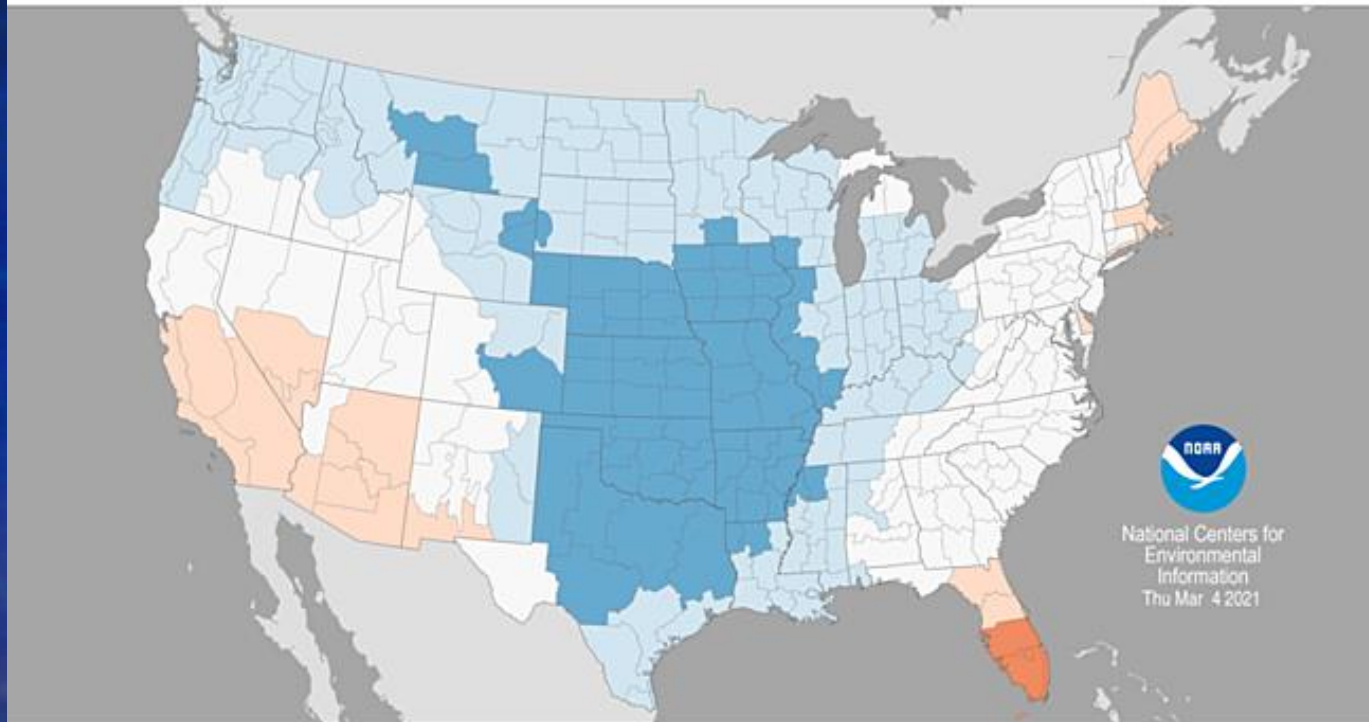 NOAA
National Centers for
Environmental
Information
Thu Mar 4 2021